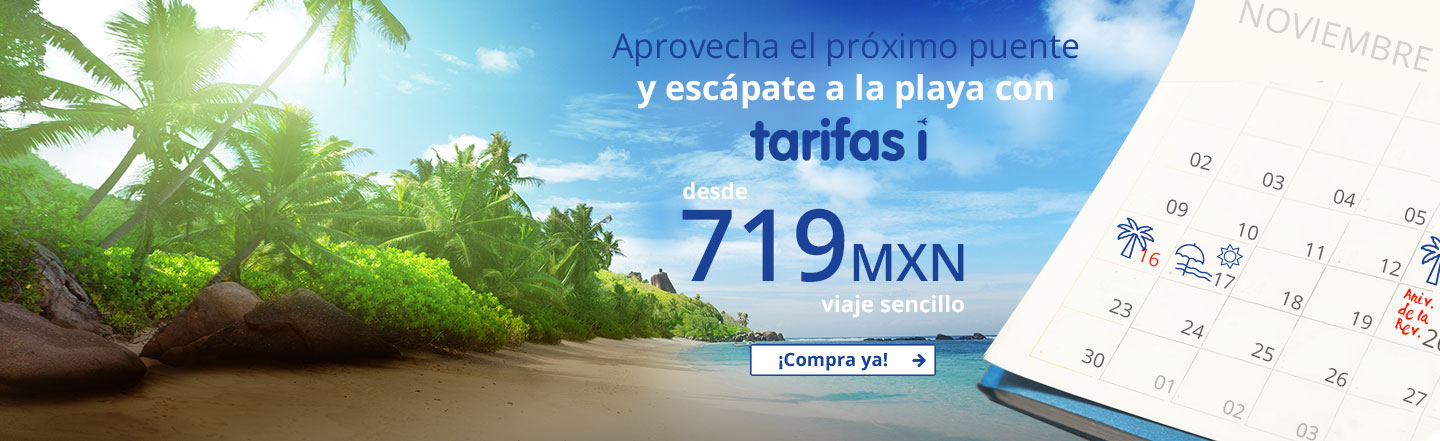 Aprovecha el próximo puente
y escápate a la playa con
tarifas i
desde
719MXN
viaje sencillo
¡Compra ya!
NOVIEMBRE
02 03 04 05
09 10 11 12
16 17 18 19 20
Aniv.
de la
Rev.
23 24 25 26 27
30 01 02 03